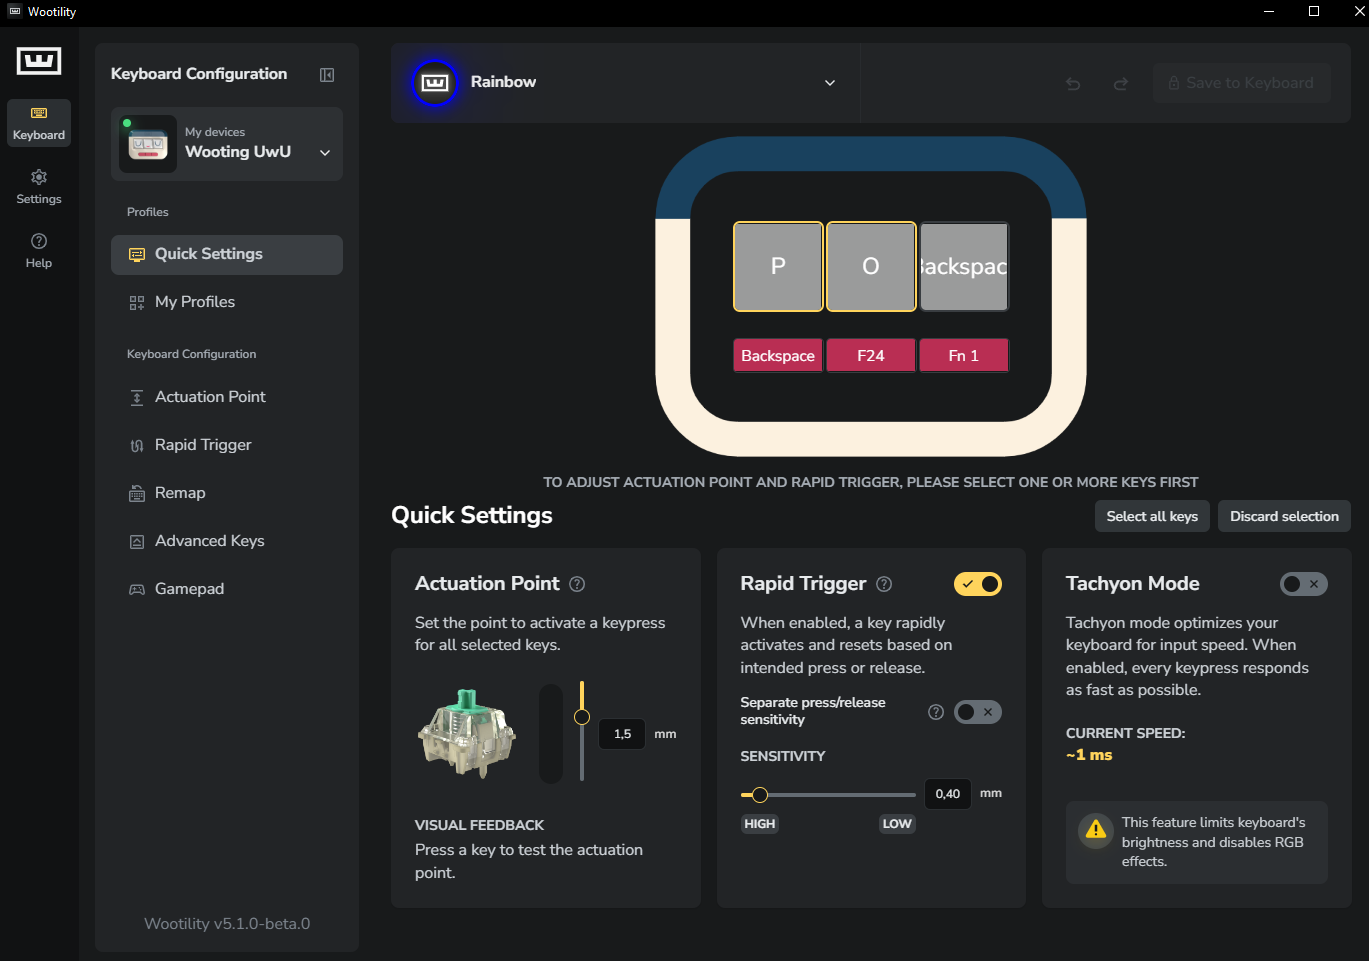 Wootility
Keyboard
Settings
Help
Keyboard Configuration
My devices
Wooting UwU
Profiles
Quick Settings
My Profiles
Keyboard Configuration
Actuation Point
Rapid Trigger
Remap
Advanced Keys
Gamepad
Wootility v5.1.0-beta.0
Rainbow
Save to Keyboard
P O Backspac
Backspace F24 Fn 1
TO ADJUST ACTUATION POINT AND RAPID TRIGGER, PLEASE SELECT ONE OR MORE KEYS FIRST
Quick Settings
Select all keys
Discard selection
Actuation Point
Set the point to activate a keypress
for all selected keys.
1,5 mm
VISUAL FEEDBACK
Press a key to test the actuation
point.
Rapid Trigger
When enabled, a key rapidly
activates and resets based on
intended press or release.
Separate press/release
sensitivity
SENSITIVITY
0,40 mm
HIGH LOW
Tachyon Mode
Tachyon mode optimizes your
keyboard for input speed. When
enabled, every keypress responds
as fast as possible.
CURRENT SPEED:
~1 ms
This feature limits keyboard's
brightness and disables RGB
effects.